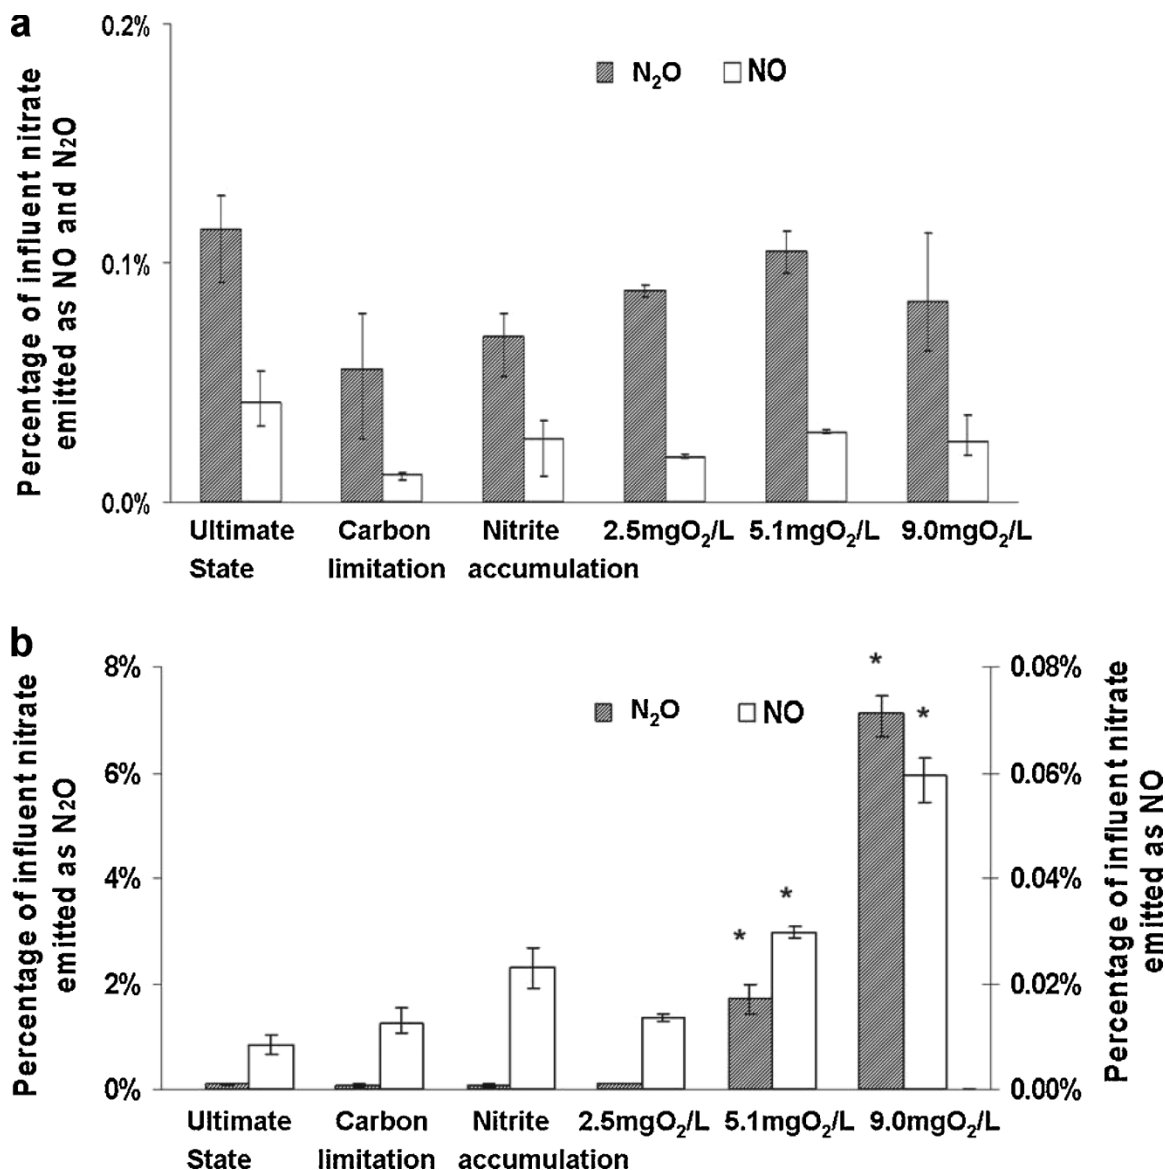 a
0.2%
0.1%
0.0%
Percentage of influent nitrate
emitted as NO and N₂O
N₂O
NO
Ultimate State
Carbon limitation
Nitrite accumulation
2.5mgO₂/L
5.1mgO₂/L
9.0mgO₂/L
b
8%
6%
4%
2%
0%
Percentage of influent nitrate
emitted as N₂O
N₂O
NO
*
*
*
*
0.08%
0.06%
0.04%
0.02%
0.00%
Percentage of influent nitrate
emitted as NO
Ultimate State
Carbon limitation
Nitrite accumulation
2.5mgO₂/L
5.1mgO₂/L
9.0mgO₂/L